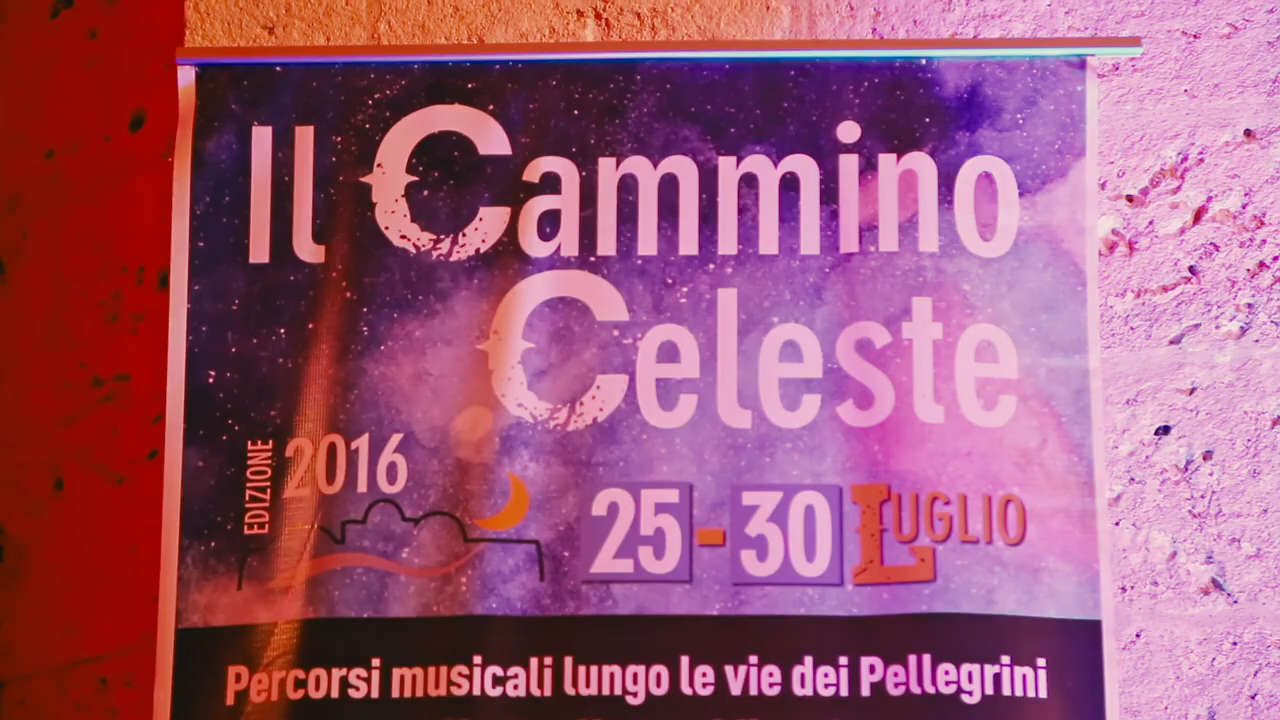 Il Cammino
Celeste
EDIZIONE 2016
25-30 LUGLIO
Percorsi musicali lungo le vie dei Pellegrini